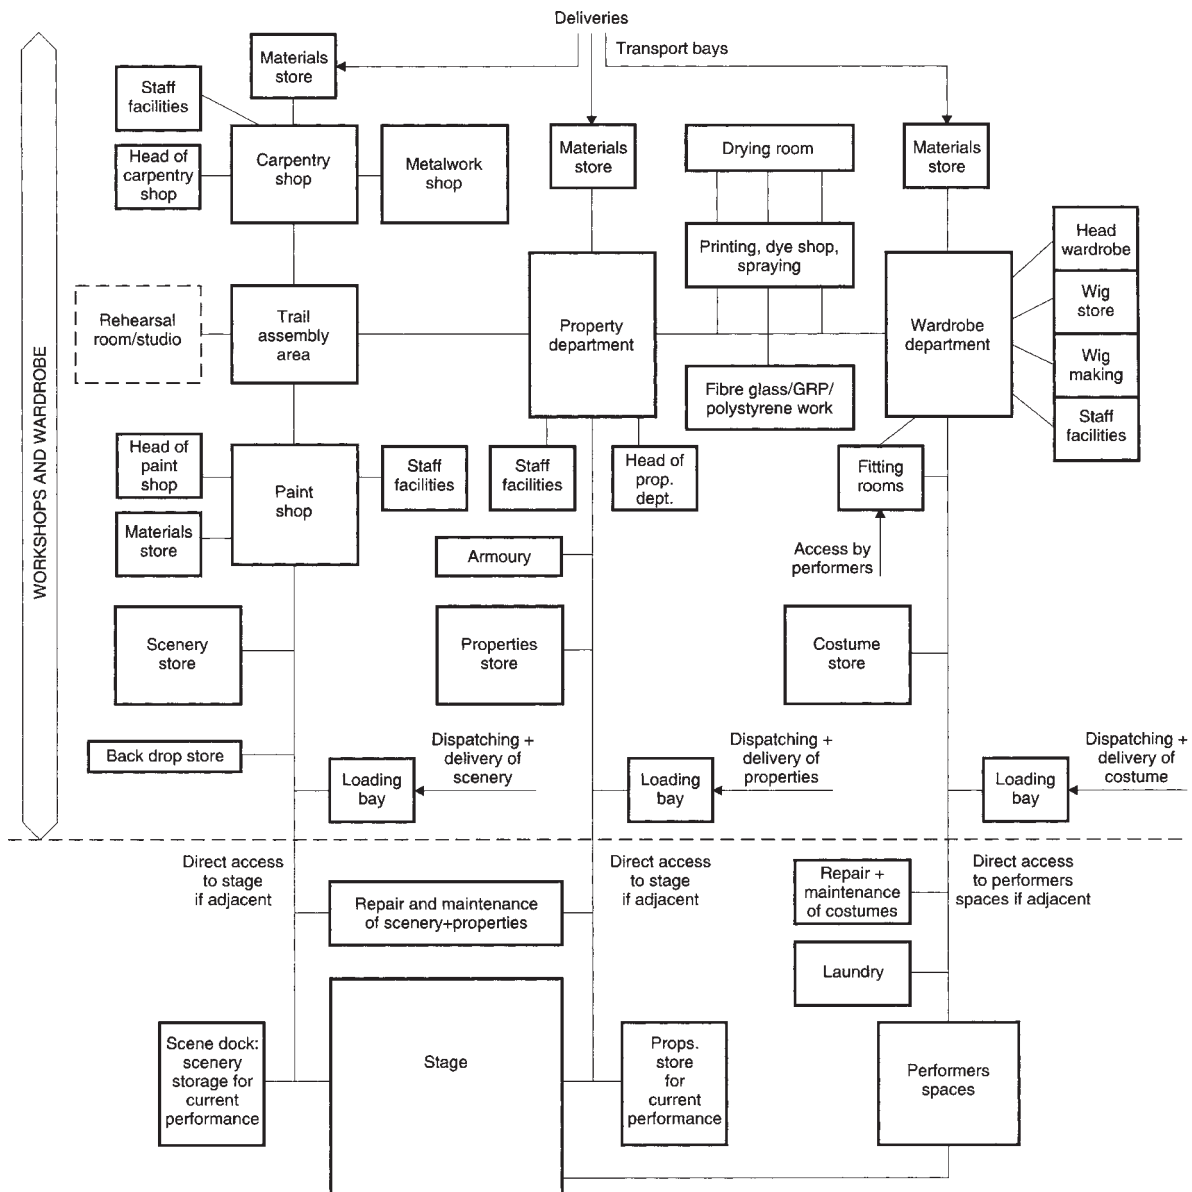 Deliveries
Transport bays
Materials
store
Staff
facilities
Head of
carpentry
shop
Carpentry
shop
Metalwork
shop
Materials
store
Drying room
Materials
store
Printing, dye shop,
spraying
Head
wardrobe
Wig
store
Wig
making
Staff
facilities
Rehearsal
room/studio
Trail
assembly
area
Property
department
Wardrobe
department
Fibre glass/GRP/
polystyrene work
WORKSHOPS AND WARDROBE
Head of
paint
shop
Materials
store
Paint
shop
Staff
facilities
Staff
facilities
Head of
prop.
dept.
Fitting
rooms
Access by
performers
Armoury
Scenery
store
Properties
store
Costume
store
Back drop store
Loading
bay
Dispatching +
delivery of
scenery
Loading
bay
Dispatching +
delivery of
properties
Loading
bay
Dispatching +
delivery of
costume
Direct access
to stage
if adjacent
Repair and maintenance
of scenery+properties
Direct access
to stage
if adjacent
Repair +
maintenance
of costumes
Direct access
to performers
spaces if adjacent
Laundry
Scene dock:
scenery
storage for
current
performance
Stage
Props.
store
for
current
performance
Performers
spaces